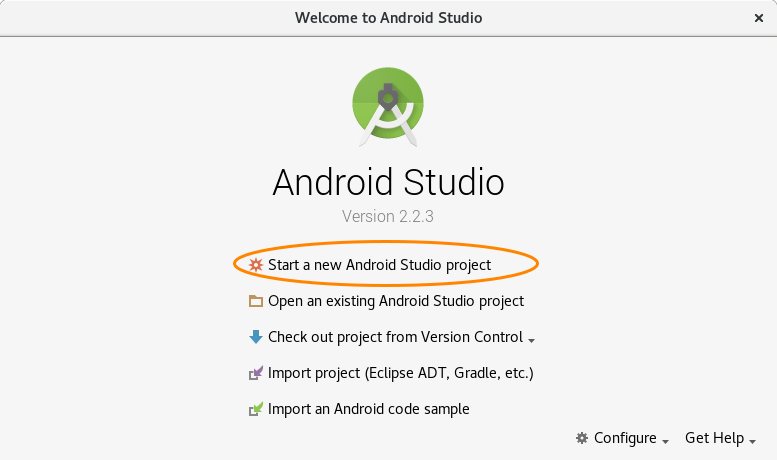 Welcome to Android Studio
Android Studio
Version 2.2.3
Start a new Android Studio project
Open an existing Android Studio project
Check out project from Version Control
Import project (Eclipse ADT, Gradle, etc.)
Import an Android code sample
Configure Get Help